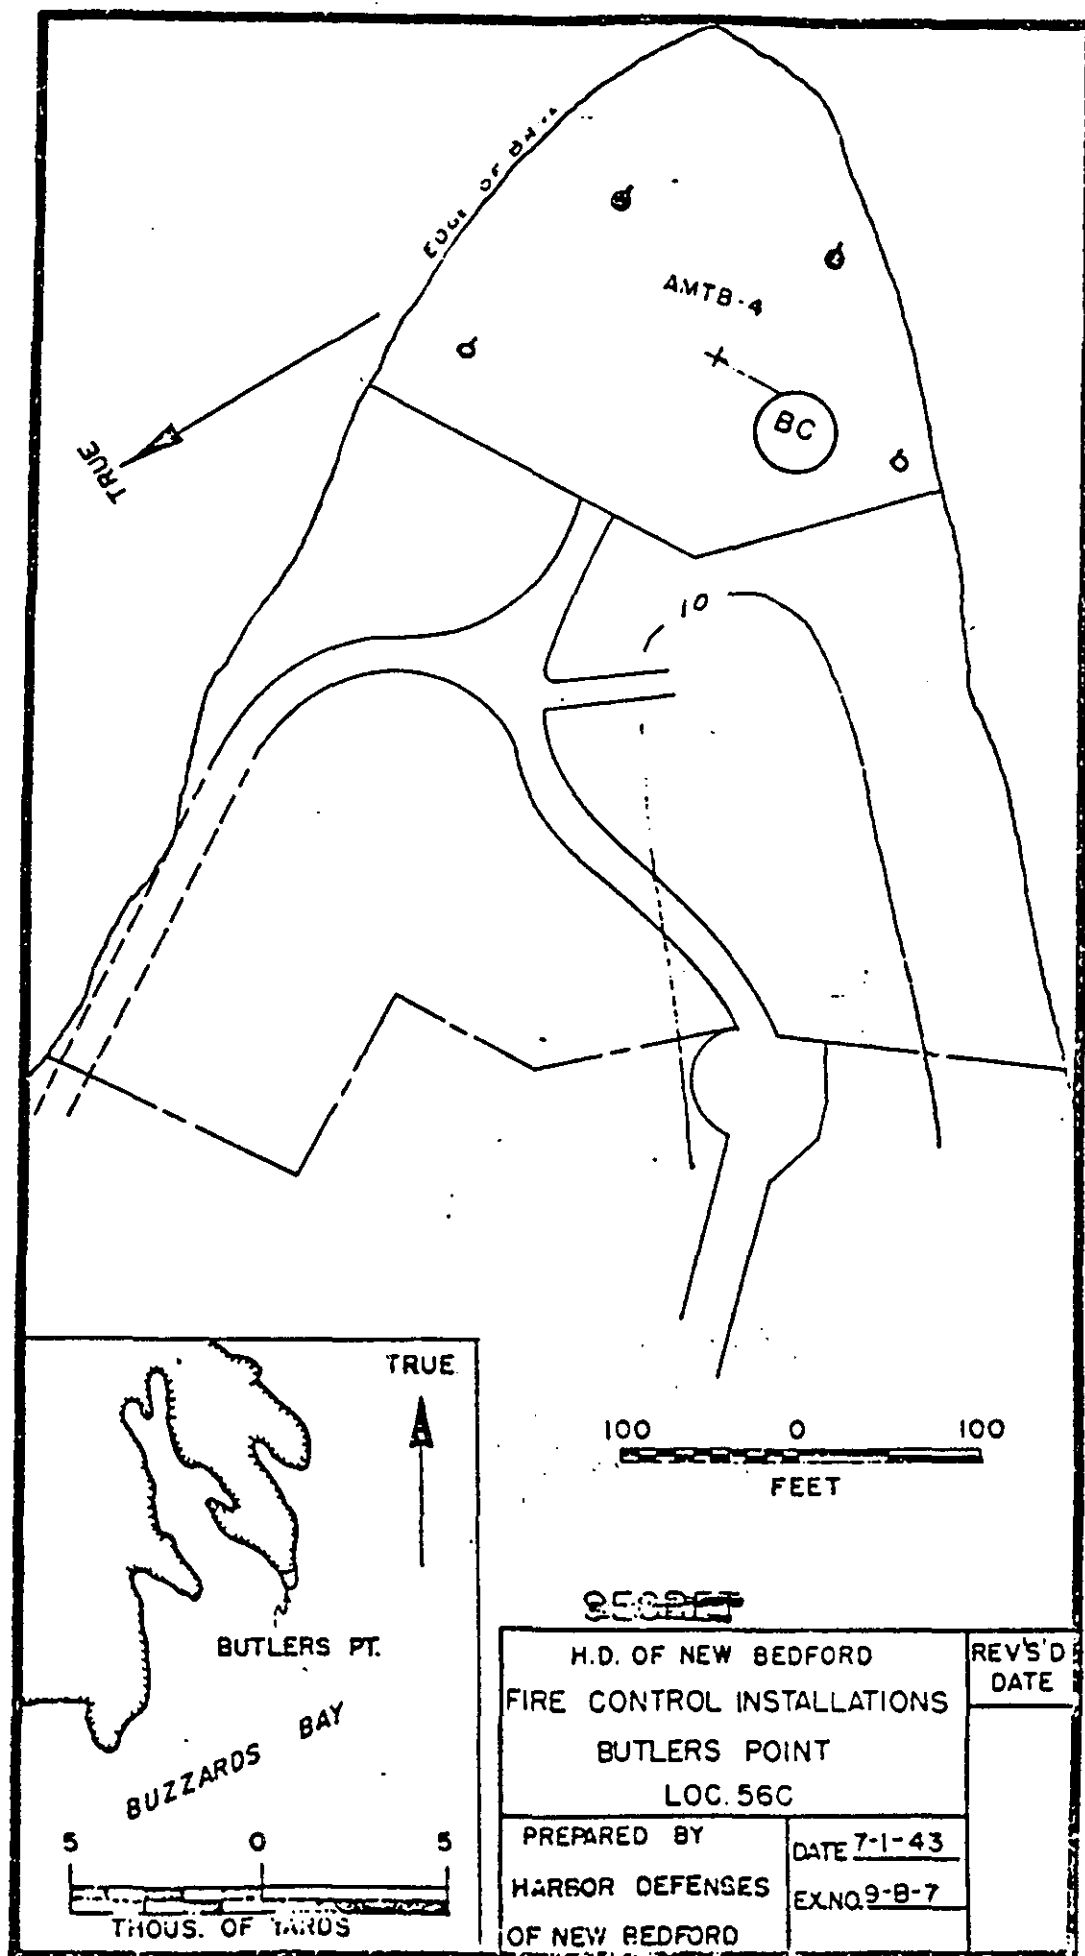 EDGE OF
AMTB-4
BC
TRUE
10
TRUE
BUTLERS PT.
BUZZARDS BAY
5 0 5
THOUS. OF YARDS
100 0 100
FEET
SECRET
H.D. OF NEW BEDFORD
FIRE CONTROL INSTALLATIONS
BUTLERS POINT
LOC. 56C
REV'S'D
DATE
PREPARED BY
HARBOR DEFENSES
OF NEW BEDFORD
DATE 7-1-43
EX.NO. 9-B-7